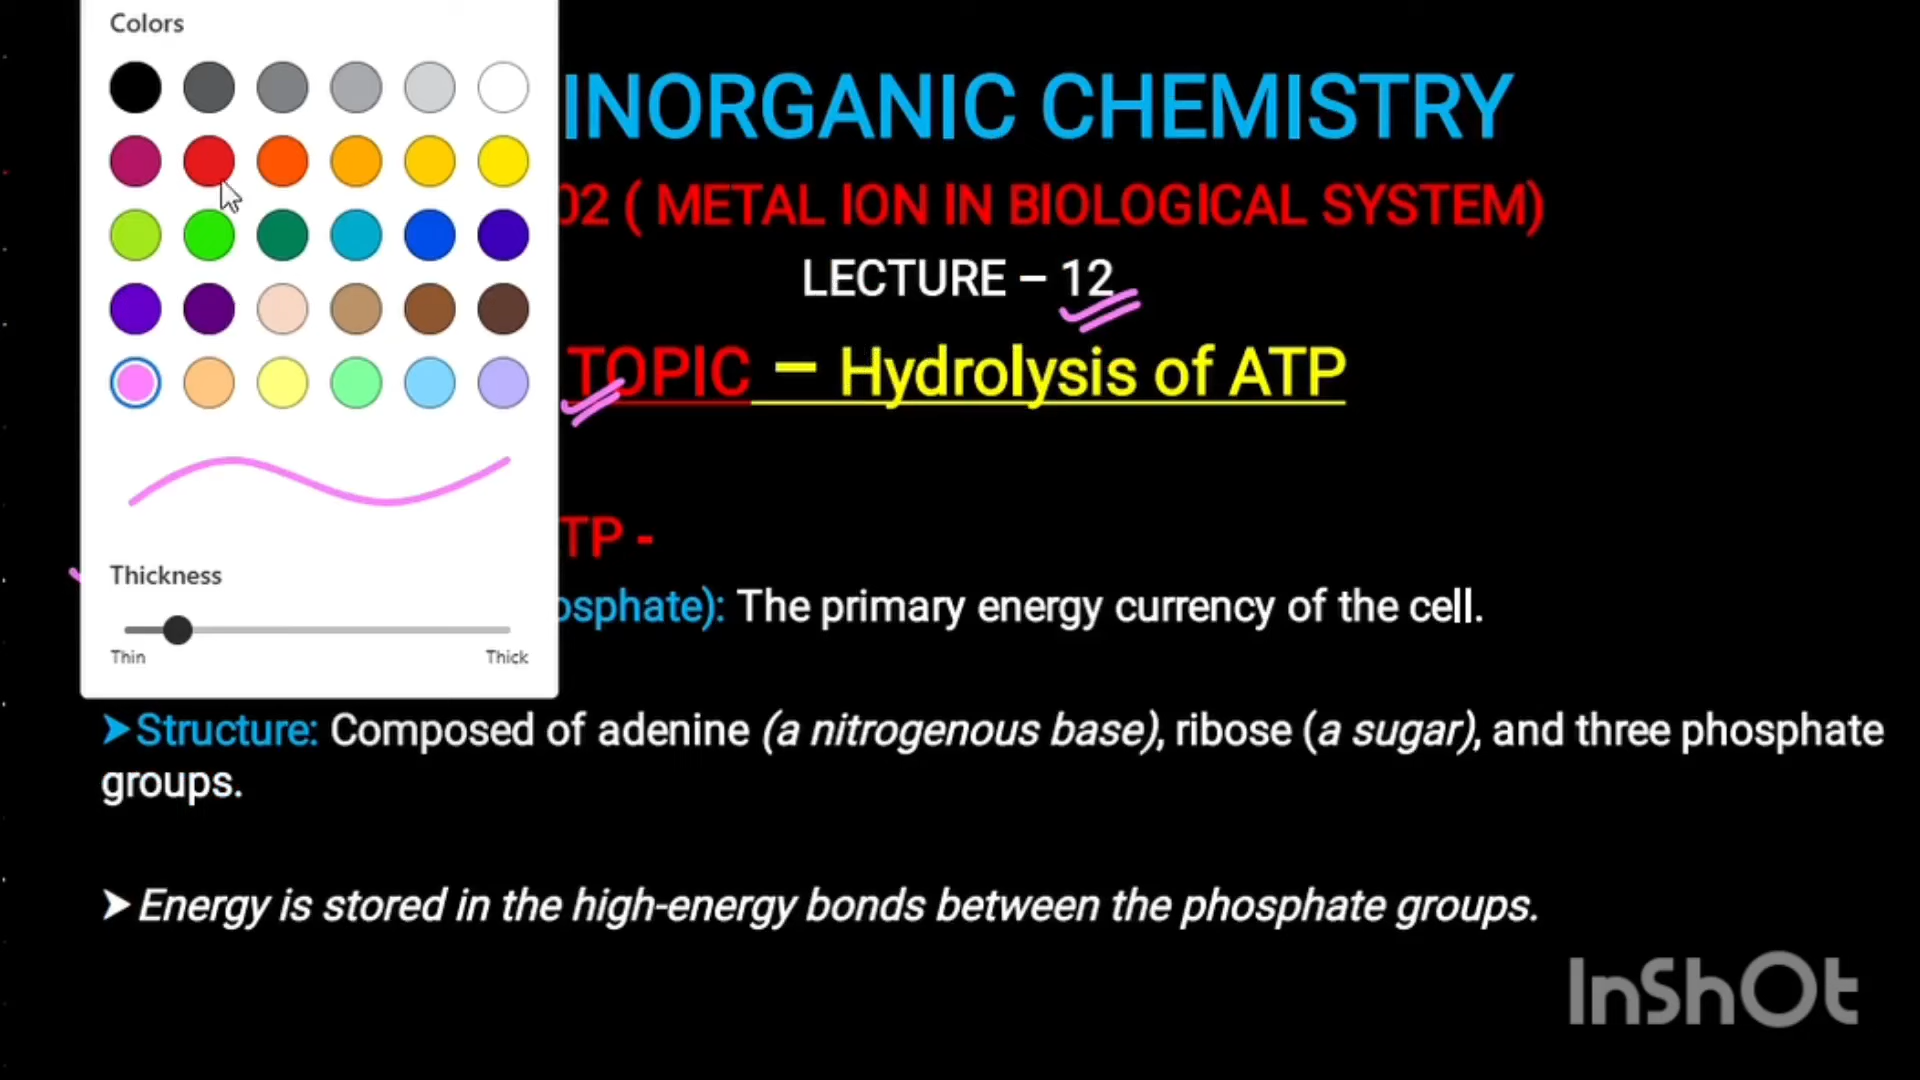 Colors
INORGANIC CHEMISTRY
02 ( METAL ION IN BIOLOGICAL SYSTEM)
LECTURE – 12
TOPIC – Hydrolysis of ATP
TP -
Thickness
osphate): The primary energy currency of the cell.
Thin Thick
➤Structure: Composed of adenine (a nitrogenous base), ribose (a sugar), and three phosphate
groups.
➤Energy is stored in the high-energy bonds between the phosphate groups.
InShOt